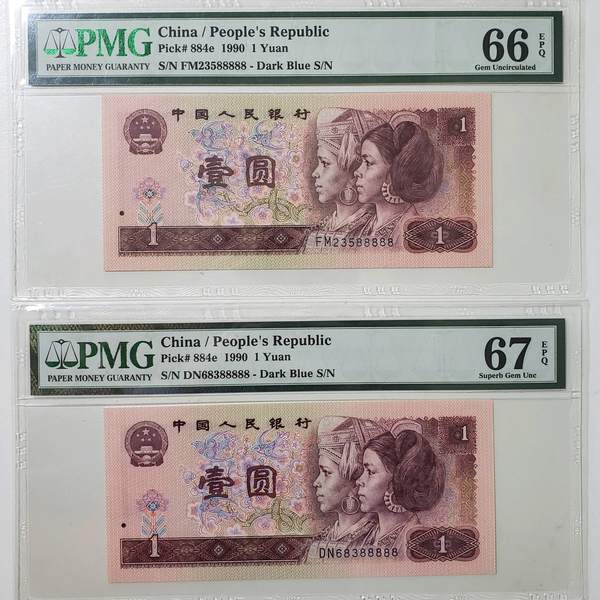 PMG
PAPER MONEY GUARANTY
China / People's Republic
Pick# 884e 1990 1 Yuan
S/N FM23588888 - Dark Blue S/N
66 EPQ
Gem Uncirculated
中国人民银行
1
壹圆
FM23588888
1
1
PMG
PAPER MONEY GUARANTY
China / People's Republic
Pick# 884e 1990 1 Yuan
S/N DN68388888 - Dark Blue S/N
67 EPQ
Superb Gem Unc
中国人民银行
1
壹圆
DN68388888
1
1